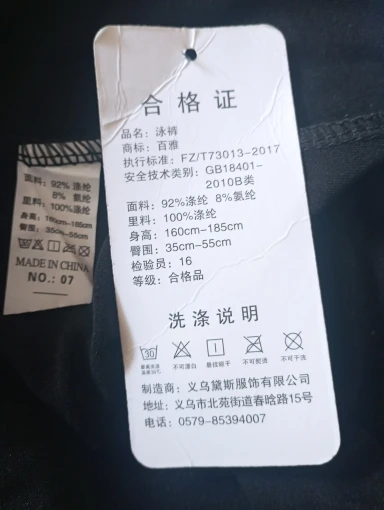 合格证
品名：泳裤
商标：百雅
执行标准：FZ/T73013-2017
安全技术类别：GB18401-
2010B类
面料：92%涤纶 8%氨纶
里料：100%涤纶
身高：160cm-185cm
臀围：35cm-55cm
检验员：16
等级：合格品
洗涤说明
30
不可漂白
悬挂晾干
不可熨烫
不可干洗
制造商：义乌黛斯服饰有限公司
地址：义乌市北苑街道春晗路15号
电话：0579-85394007
面料：92% 涤纶
8% 氨纶
里料：100%涤纶
身高：160cm-185cm
臀围：35cm-55cm
MADE IN CHINA
NO.：07